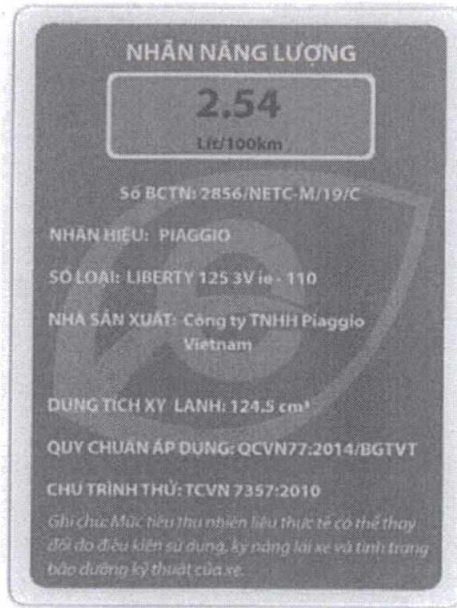 NHÃN NĂNG LƯỢNG
2.54
Lít/100km
Số BCTN: 2856/NETC-M/19/C
NHÃN HIỆU: PIAGGIO
SỐ LOẠI: LIBERTY 125 3V ie - 110
NHÀ SẢN XUẤT: Công ty TNHH Piaggio
Vietnam
DUNG TÍCH XY LANH: 124.5 cm³
QUY CHUẨN ÁP DỤNG: QCVN77:2014/BGTVT
CHU TRÌNH THỬ: TCVN 7357:2010
Ghi chú: Mức tiêu thụ nhiên liệu thực tế có thể thay
đổi do điều kiện sử dụng, kỹ năng lái xe và tình trạng
bảo dưỡng kỹ thuật của xe.